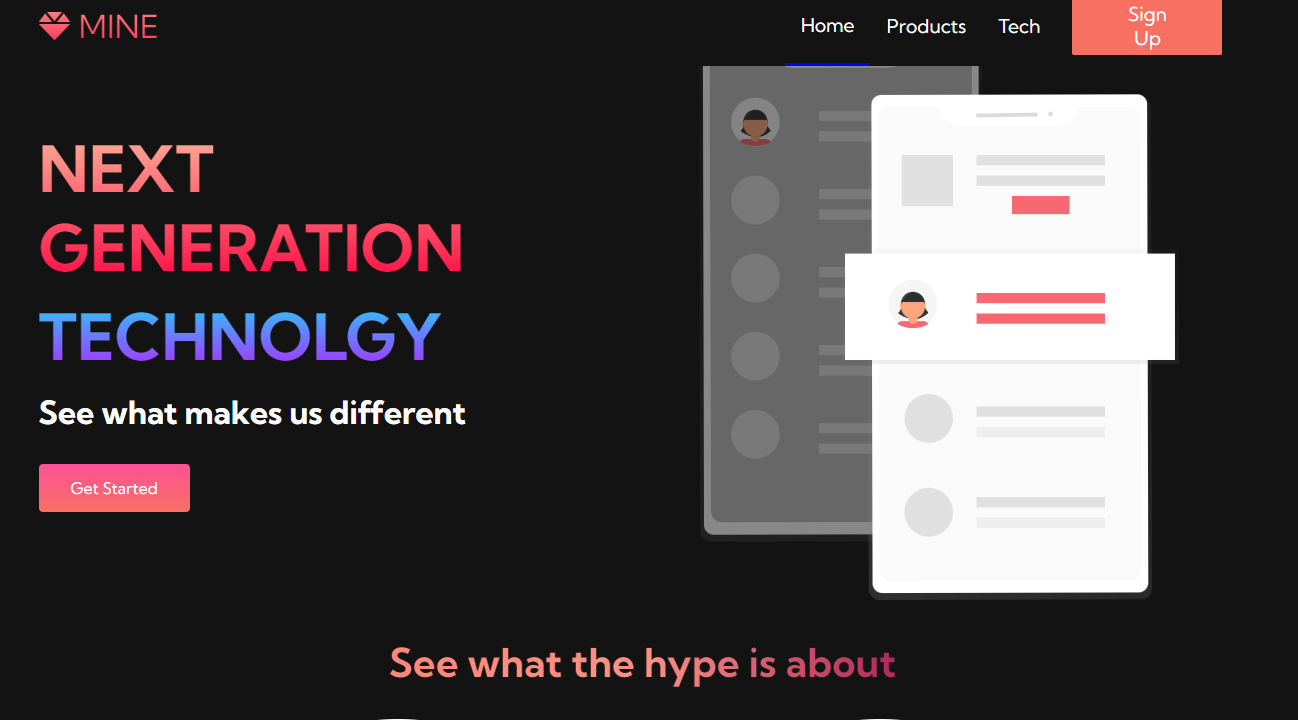 MINE
Home
Products
Tech
Sign
Up
NEXT
GENERATION
TECHNOLGY
See what makes us different
Get Started
See what the hype is about